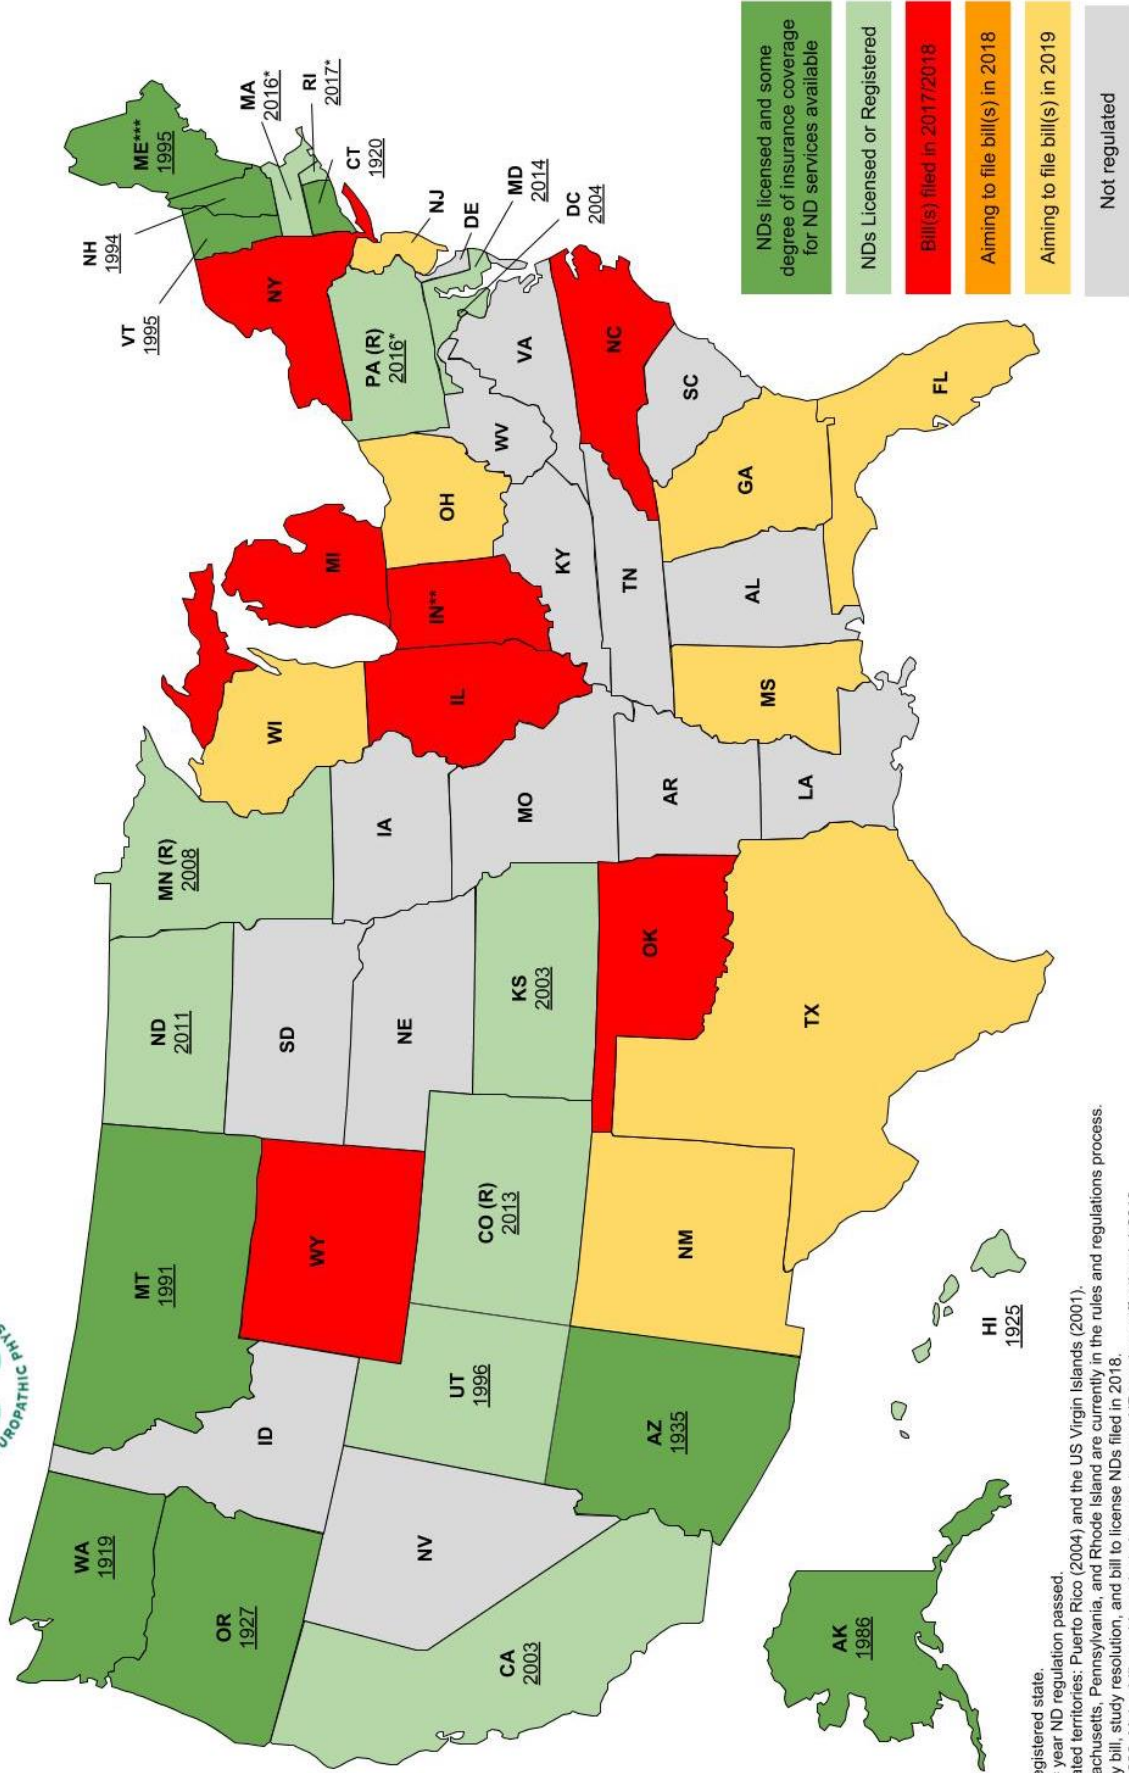 UROPATHIC PHYS
WA
1919
OR
1927
CA
2003
NV
ID
MT
1991
WY
UT
1996
AZ
1935
CO (R)
2013
NM
ND
2011
SD
NE
KS
2003
OK
TX
MN (R)
2008
IA
MO
AR
LA
WI
IL
MI
IN**
OH
KY
TN
MS
AL
GA
FL
SC
NC
VA
WV
PA (R)
2016*
NY
VT
1995
NH
1994
ME***
1995
MA
2016*
RI
2017*
CT
1920
NJ
DE
MD
2014
DC
2004
AK
1986
HI
1925
NDs licensed and some
degree of insurance coverage
for ND services available
NDs Licensed or Registered
Bill(s) filed in 2017/2018
Aiming to file bill(s) in 2018
Aiming to file bill(s) in 2019
Not regulated
egistered state.
year ND regulation passed.
ated territories: Puerto Rico (2004) and the US Virgin Islands (2001).
achusetts, Pennsylvania, and Rhode Island are currently in the rules and regulations process.
y bill, study resolution, and bill to license NDs filed in 2018.